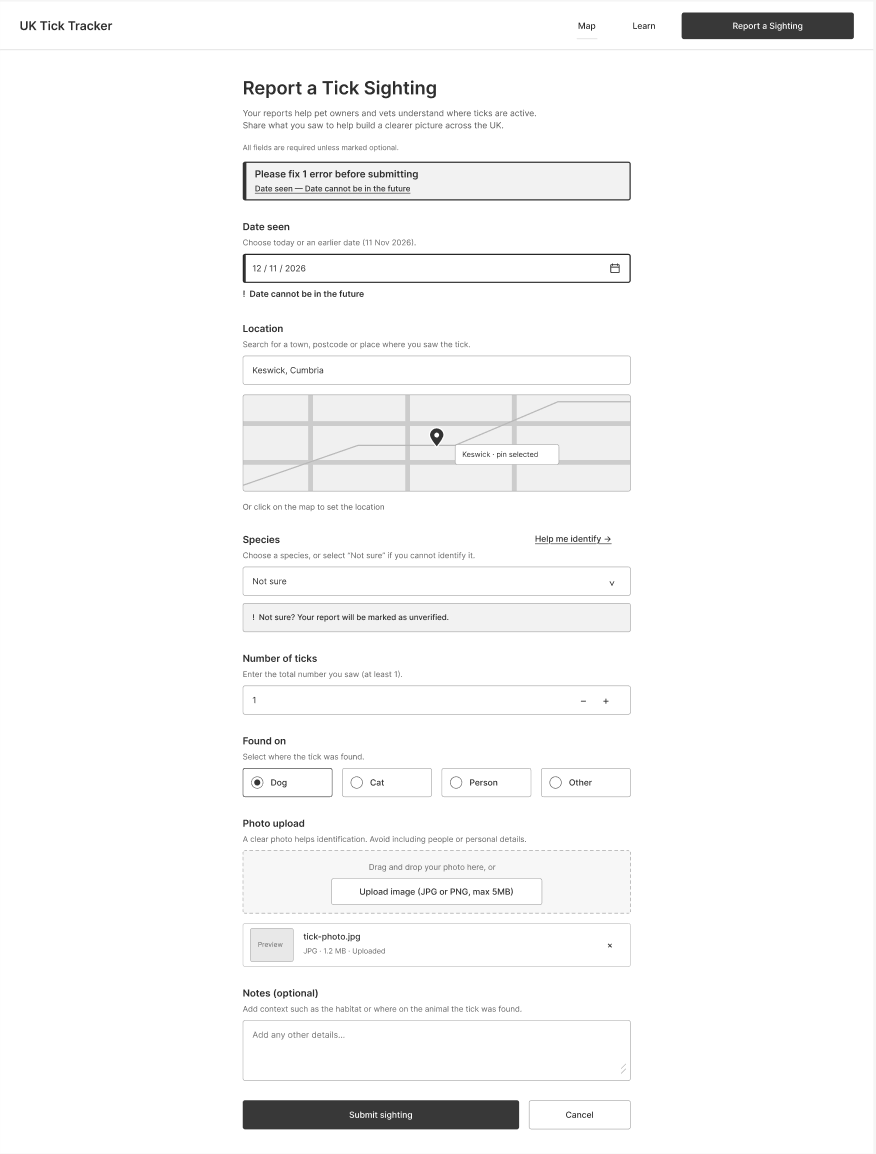 UK Tick Tracker
Map
Learn
Report a Sighting
Report a Tick Sighting
Your reports help pet owners and vets understand where ticks are active.
Share what you saw to help build a clearer picture across the UK.
All fields are required unless marked optional.
Please fix 1 error before submitting
Date seen — Date cannot be in the future
Date seen
Choose today or an earlier date (11 Nov 2026).
12 / 11 / 2026
! Date cannot be in the future
Location
Search for a town, postcode or place where you saw the tick.
Keswick, Cumbria
Keswick · pin selected
Or click on the map to set the location
Species
Help me identify →
Choose a species, or select "Not sure" if you cannot identify it.
Not sure
v
! Not sure? Your report will be marked as unverified.
Number of ticks
Enter the total number you saw (at least 1).
1
− +
Found on
Select where the tick was found.
Dog
Cat
Person
Other
Photo upload
A clear photo helps identification. Avoid including people or personal details.
Drag and drop your photo here, or
Upload image (JPG or PNG, max 5MB)
Preview
tick-photo.jpg
×
JPG · 1.2 MB · Uploaded
Notes (optional)
Add context such as the habitat or where on the animal the tick was found.
Add any other details...
Submit sighting
Cancel